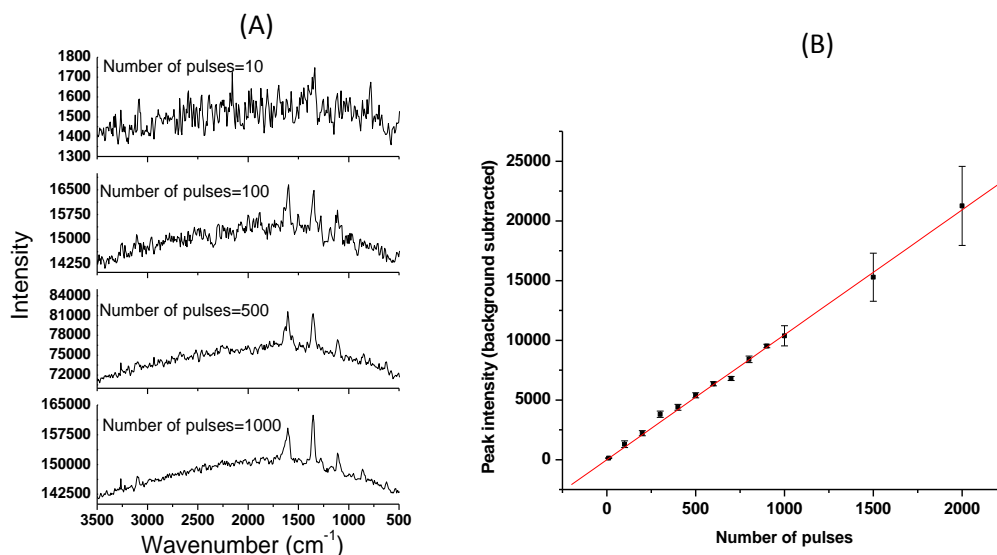 (A)
Number of pulses=10
1800
1700
1600
1500
1400
1300
Number of pulses=100
16500
15750
15000
14250
Number of pulses=500
84000
81000
78000
75000
72000
Number of pulses=1000
165000
157500
150000
142500
3500 3000 2500 2000 1500 1000 500
Wavenumber (cm⁻¹)
Intensity
(B)
25000
20000
15000
10000
5000
0
0 500 1000 1500 2000
Number of pulses
Peak intensity (background subtracted)